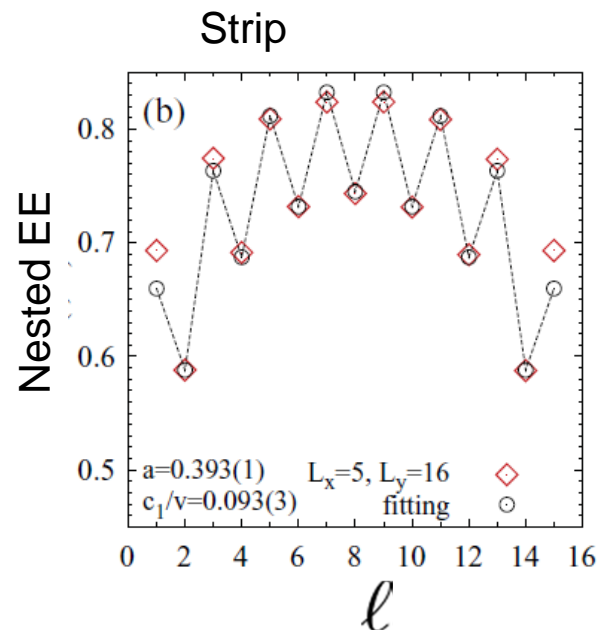 Strip
(b)
Nested EE
0.8
0.7
0.6
0.5
a=0.393(1)
c₁/v=0.093(3)
Lₓ=5, Lᵧ=16
fitting
0 2 4 6 8 10 12 14 16
ℓ